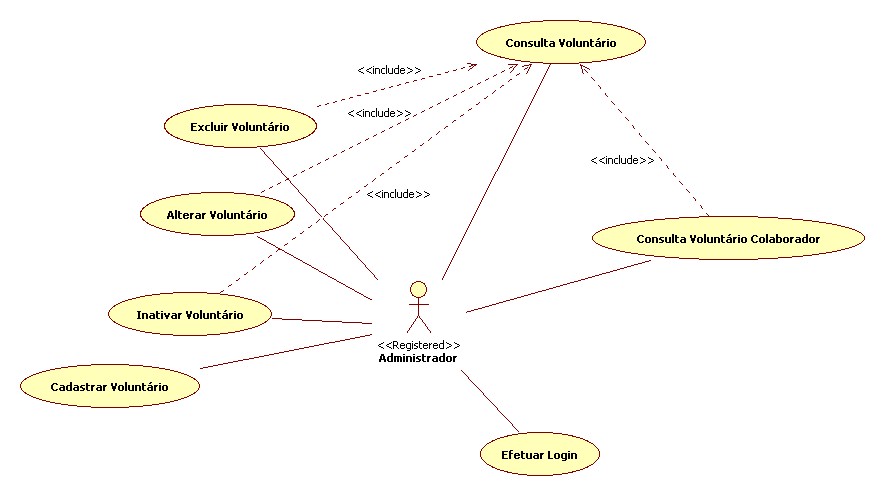 Consulta Voluntário
<<include>>
<<include>>
Excluir Voluntário
<<include>>
<<include>>
Alterar Voluntário
Consulta Voluntário Colaborador
Inativar Voluntário
<<Registered>>
Administrador
Cadastrar Voluntário
Efetuar Login